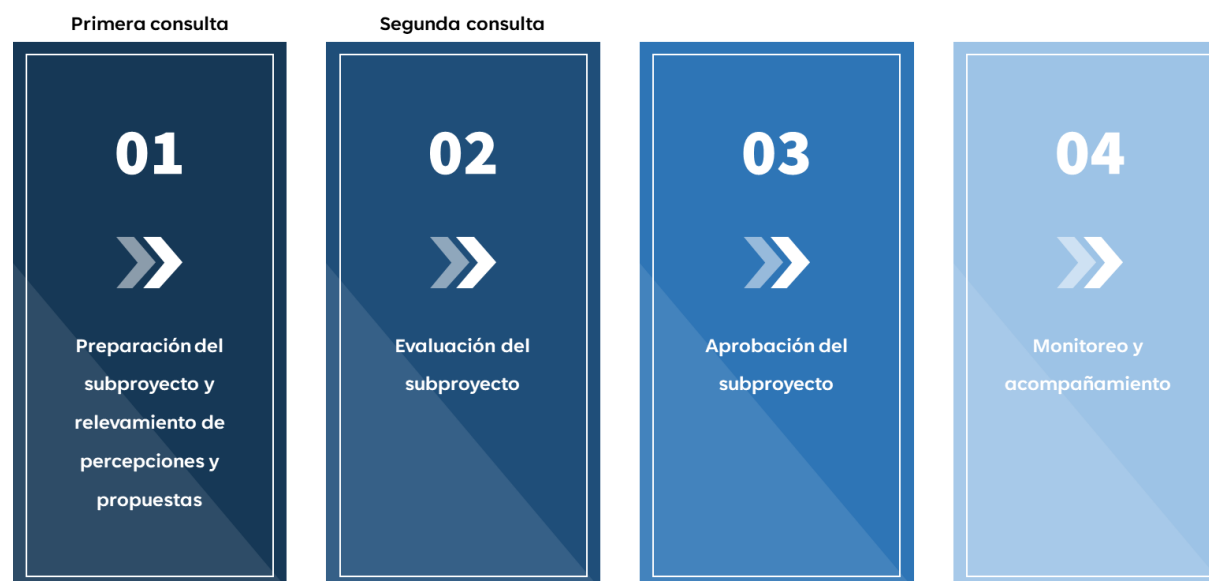 Primera consulta
Segunda consulta
01
Preparación del
subproyecto y
relevamiento de
percepciones y
propuestas
02
Evaluación del
subproyecto
03
Aprobación del
subproyecto
04
Monitoreo y
acompañamiento